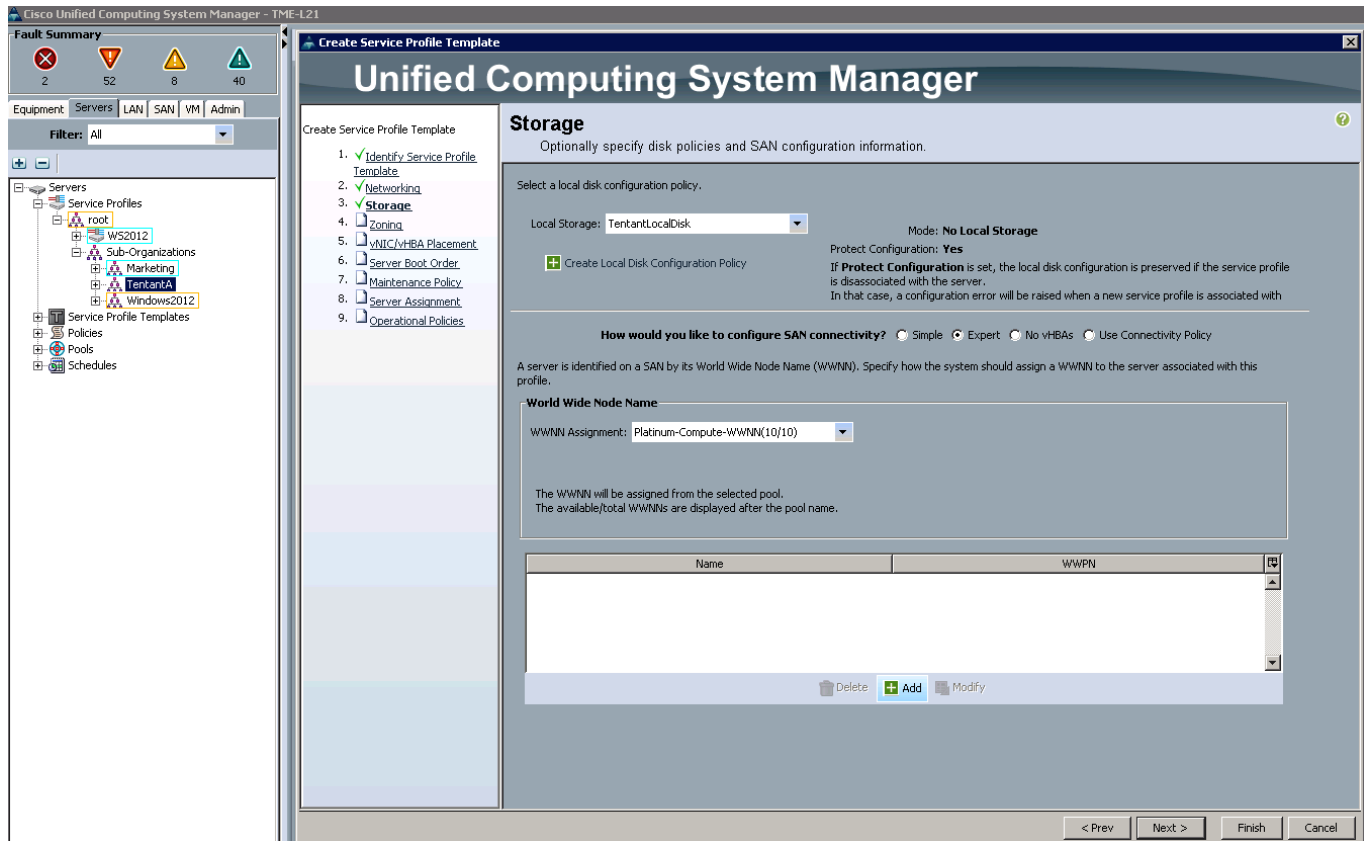 Cisco Unified Computing System Manager - TME-L21
Fault Summary
2 52 8 40
Equipment Servers LAN SAN VM Admin
Filter: All
Servers
Service Profiles
root
WS2012
Sub-Organizations
Marketing
TentantA
Windows2012
Service Profile Templates
Policies
Pools
Schedules
Create Service Profile Template
Unified Computing System Manager
Create Service Profile Template
1. Identify Service Profile
Template
2. Networking
3. Storage
4. Zoning
5. vNIC/vHBA Placement
6. Server Boot Order
7. Maintenance Policy
8. Server Assignment
9. Operational Policies
Storage
Optionally specify disk policies and SAN configuration information.
Select a local disk configuration policy.
Local Storage: TentantLocalDisk
Create Local Disk Configuration Policy
Mode: No Local Storage
Protect Configuration: Yes
If Protect Configuration is set, the local disk configuration is preserved if the service profile
is disassociated with the server.
In that case, a configuration error will be raised when a new service profile is associated with
How would you like to configure SAN connectivity? Simple Expert No vHBAs Use Connectivity Policy
A server is identified on a SAN by its World Wide Node Name (WWNN). Specify how the system should assign a WWNN to the server associated with this
profile.
World Wide Node Name
WWNN Assignment: Platinum-Compute-WWNN(10/10)
The WWNN will be assigned from the selected pool.
The available/total WWNNs are displayed after the pool name.
Name WWPN
Delete Add Modify
< Prev Next > Finish Cancel